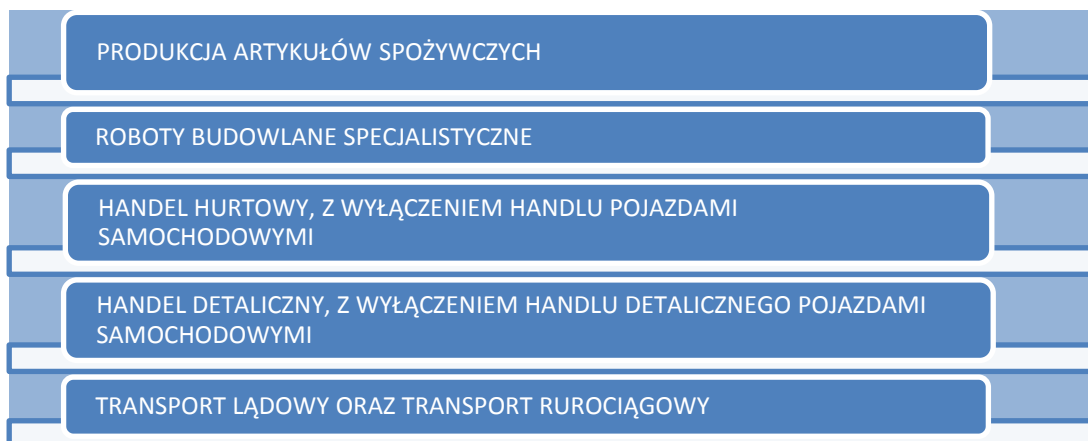 PRODUKCJA ARTYKUŁÓW SPOŻYWCZYCH
ROBOTY BUDOWLANE SPECJALISTYCZNE
HANDEL HURTOWY, Z WYŁĄCZENIEM HANDLU POJAZDAMI
SAMOCHODOWYMI
HANDEL DETALICZNY, Z WYŁĄCZENIEM HANDLU DETALICZNEGO POJAZDAMI
SAMOCHODOWYMI
TRANSPORT LĄDOWY ORAZ TRANSPORT RUROCIĄGOWY